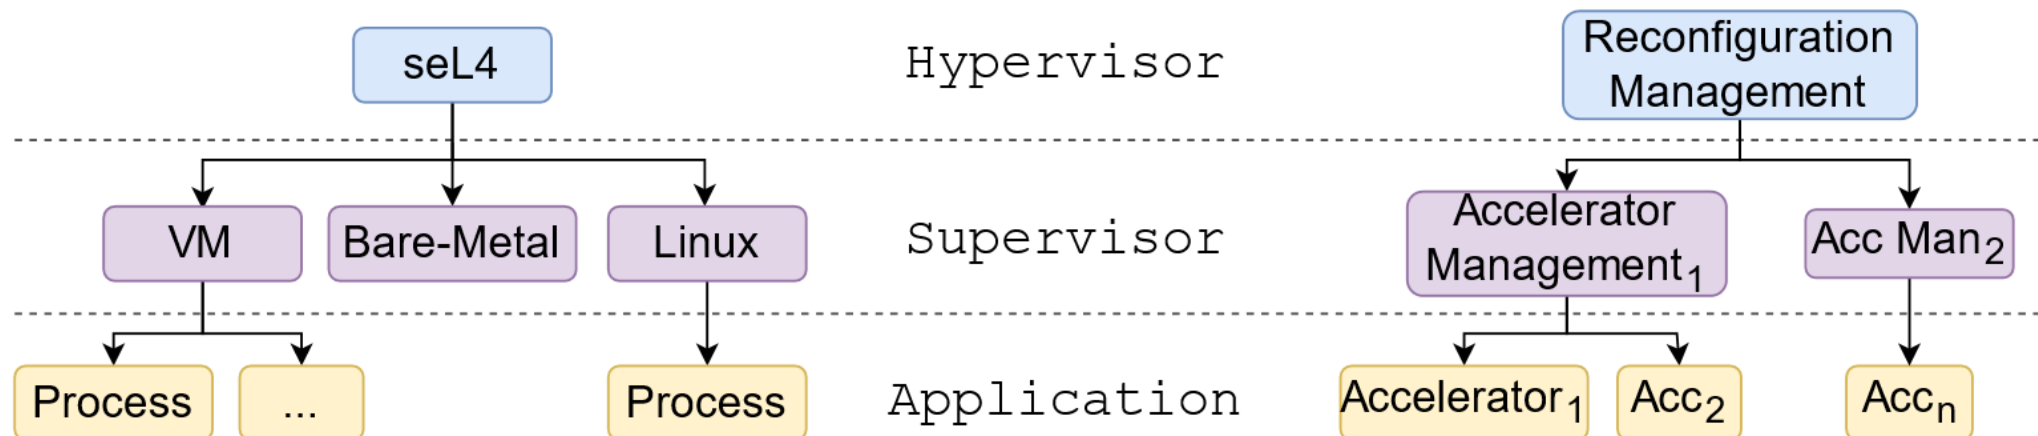 seL4
Hypervisor
Reconfiguration
Management
VM
Bare-Metal
Linux
Supervisor
Accelerator
Management₁
Acc Man₂
Process
...
Process
Application
Accelerator₁
Acc₂
Accₙ